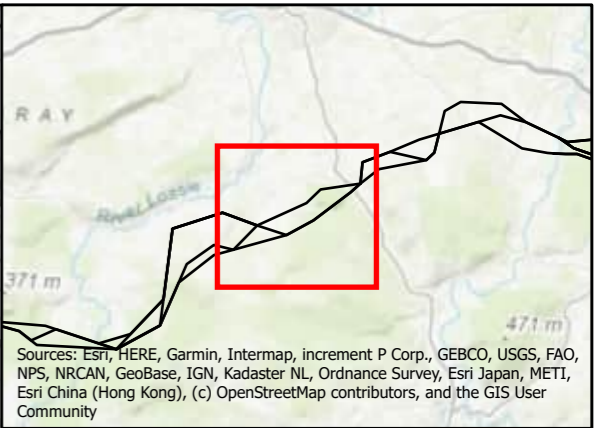 R A Y
River Lossie
371 m
471 m
Sources: Esri, HERE, Garmin, Intermap, increment P Corp., GEBCO, USGS, FAO,
NPS, NRCAN, GeoBase, IGN, Kadaster NL, Ordnance Survey, Esri Japan, METI,
Esri China (Hong Kong), (c) OpenStreetMap contributors, and the GIS User
Community